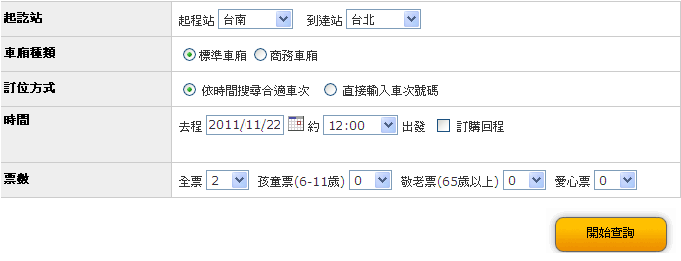 起訖站 起程站 台南 到達站 台北
車廂種類 標準車廂 商務車廂
訂位方式 依時間搜尋合適車次 直接輸入車次號碼
時間 去程 2011/11/22 約 12:00 出發 訂購回程
票數 全票 2 孩童票(6-11歲) 0 敬老票(65歲以上) 0 愛心票 0
開始查詢